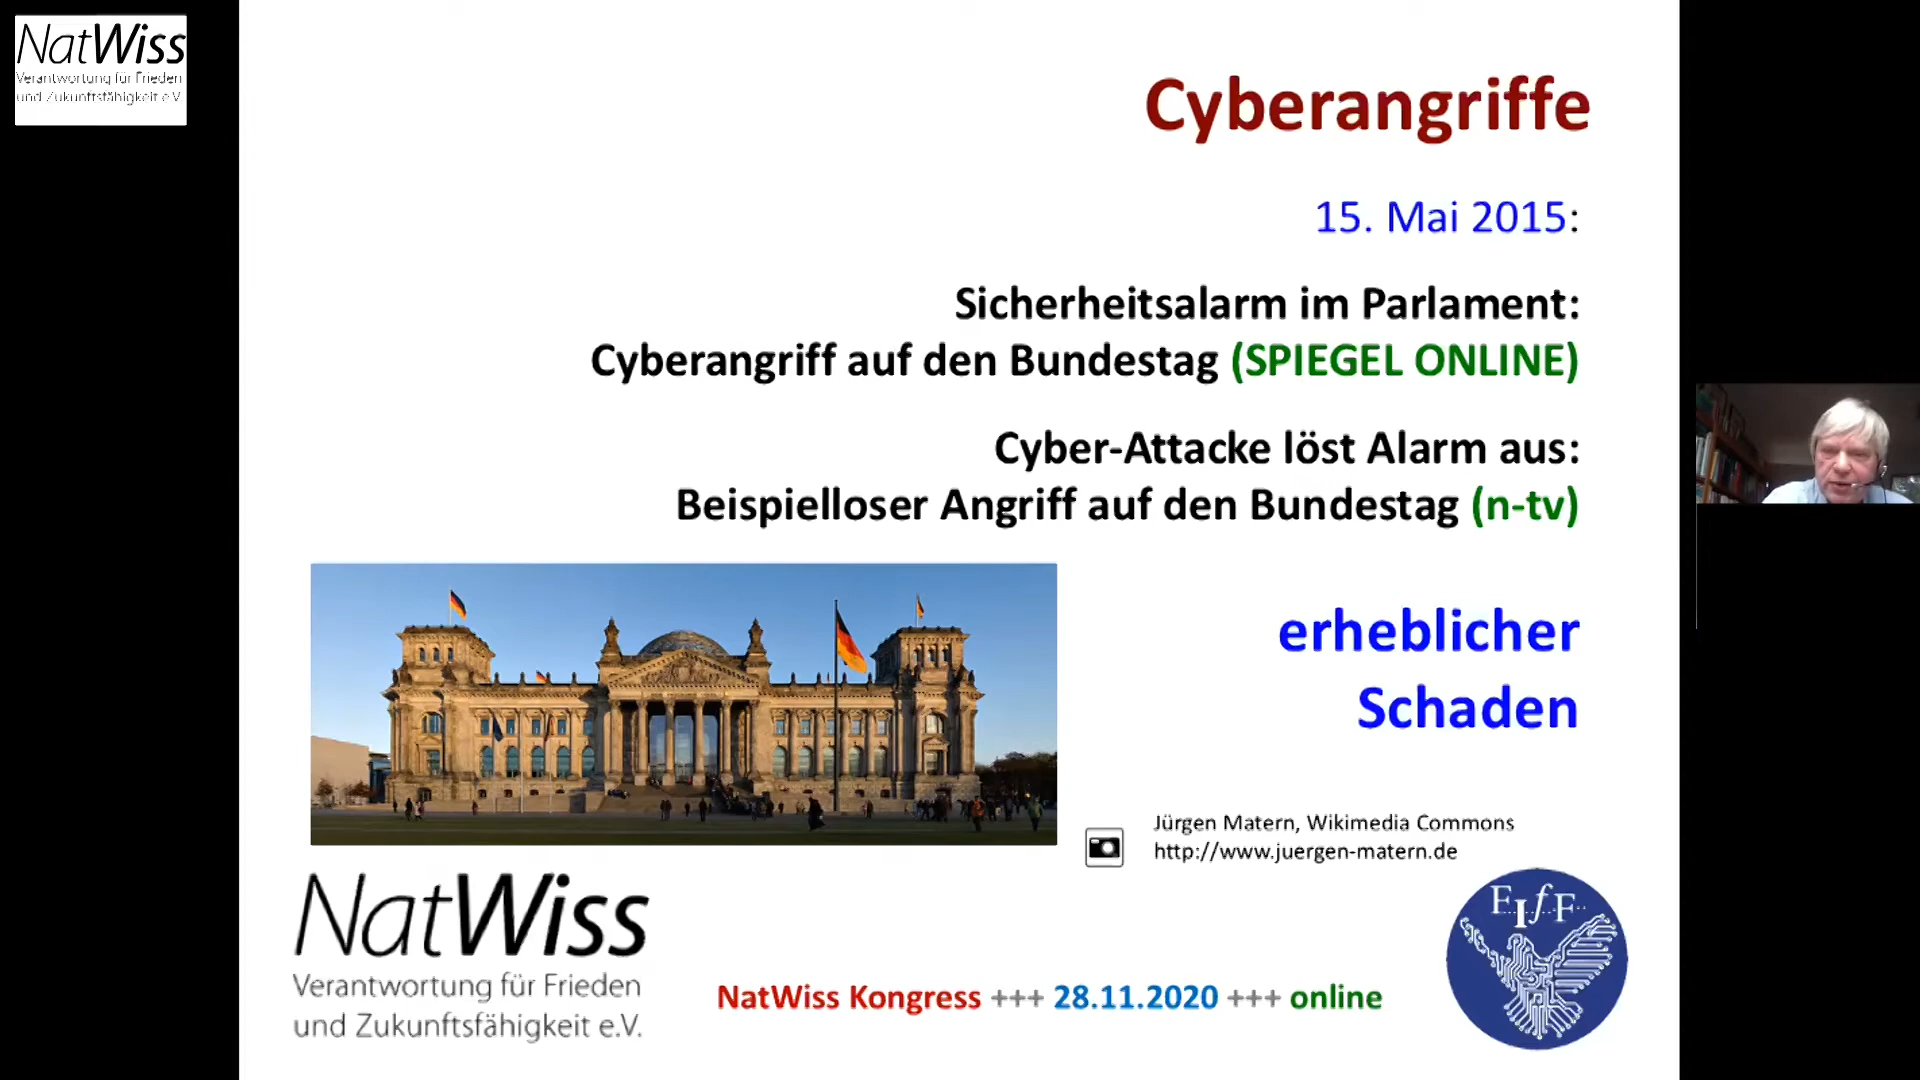 NatWiss
Verantwortung für Frieden
und Zukunftsfähigkeit e.V.
Cyberangriffe
15. Mai 2015:
Sicherheitsalarm im Parlament:
Cyberangriff auf den Bundestag (SPIEGEL ONLINE)
Cyber-Attacke löst Alarm aus:
Beispielloser Angriff auf den Bundestag (n-tv)
erheblicher
Schaden
Jürgen Matern, Wikimedia Commons
http://www.juergen-matern.de
NatWiss
Verantwortung für Frieden
und Zukunftsfähigkeit e.V.
NatWiss Kongress +++ 28.11.2020 +++ online
FIfF